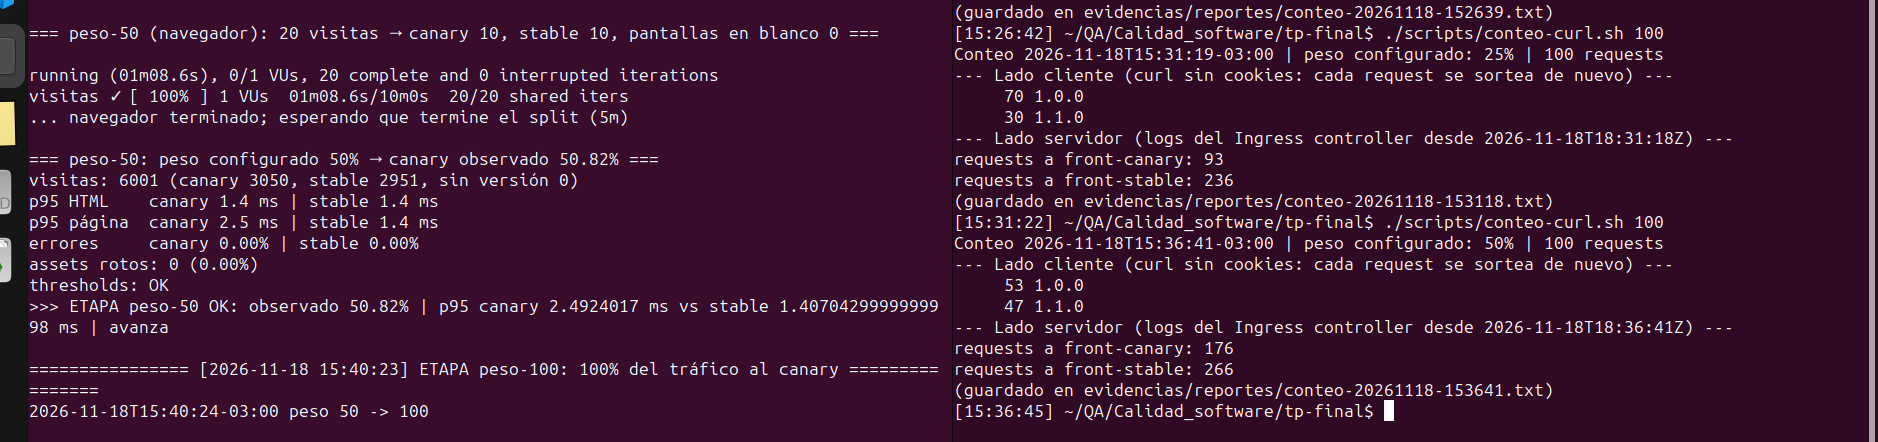 === peso-50 (navegador): 20 visitas → canary 10, stable 10, pantallas en blanco 0 ===
running (01m08.6s), 0/1 VUs, 20 complete and 0 interrupted iterations
visitas ✓ [ 100% ] 1 VUs  01m08.6s/10m0s  20/20 shared iters
... navegador terminado; esperando que termine el split (5m)
=== peso-50: peso configurado 50% → canary observado 50.82% ===
visitas: 6001 (canary 3050, stable 2951, sin versión 0)
p95 HTML    canary 1.4 ms | stable 1.4 ms
p95 página  canary 2.5 ms | stable 1.4 ms
errores     canary 0.00% | stable 0.00%
assets rotos: 0 (0.00%)
thresholds: OK
>>> ETAPA peso-50 OK: observado 50.82% | p95 canary 2.4924017 ms vs stable 1.40704299999999
98 ms | avanza
================ [2026-11-18 15:40:23] ETAPA peso-100: 100% del tráfico al canary =========
=======
2026-11-18T15:40:24-03:00 peso 50 -> 100
(guardado en evidencias/reportes/conteo-20261118-152639.txt)
[15:26:42] ~/QA/Calidad_software/tp-final$ ./scripts/conteo-curl.sh 100
Conteo 2026-11-18T15:31:19-03:00 | peso configurado: 25% | 100 requests
--- Lado cliente (curl sin cookies: cada request se sortea de nuevo) ---
     70 1.0.0
     30 1.1.0
--- Lado servidor (logs del Ingress controller desde 2026-11-18T18:31:18Z) ---
requests a front-canary: 93
requests a front-stable: 236
(guardado en evidencias/reportes/conteo-20261118-153118.txt)
[15:31:22] ~/QA/Calidad_software/tp-final$ ./scripts/conteo-curl.sh 100
Conteo 2026-11-18T15:36:41-03:00 | peso configurado: 50% | 100 requests
--- Lado cliente (curl sin cookies: cada request se sortea de nuevo) ---
     53 1.0.0
     47 1.1.0
--- Lado servidor (logs del Ingress controller desde 2026-11-18T18:36:41Z) ---
requests a front-canary: 176
requests a front-stable: 266
(guardado en evidencias/reportes/conteo-20261118-153641.txt)
[15:36:45] ~/QA/Calidad_software/tp-final$